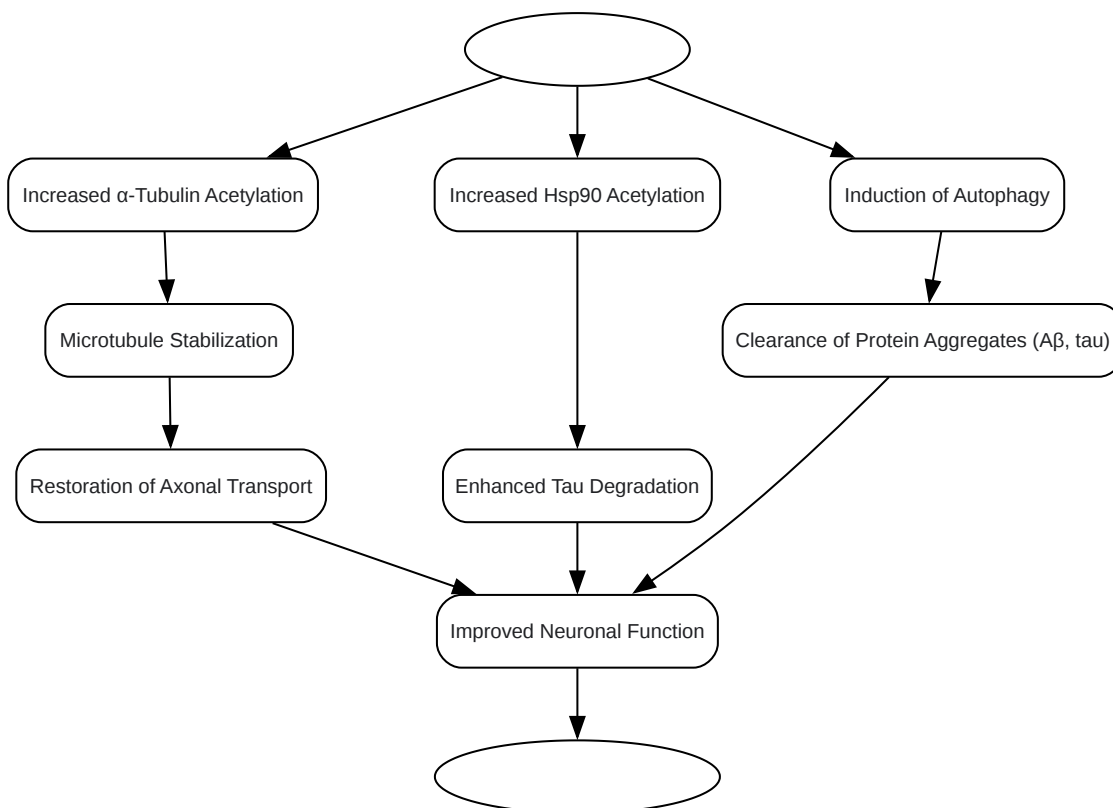 Increased α-Tubulin Acetylation
Increased Hsp90 Acetylation
Induction of Autophagy
Microtubule Stabilization
Clearance of Protein Aggregates (Aβ, tau)
Restoration of Axonal Transport
Enhanced Tau Degradation
Improved Neuronal Function